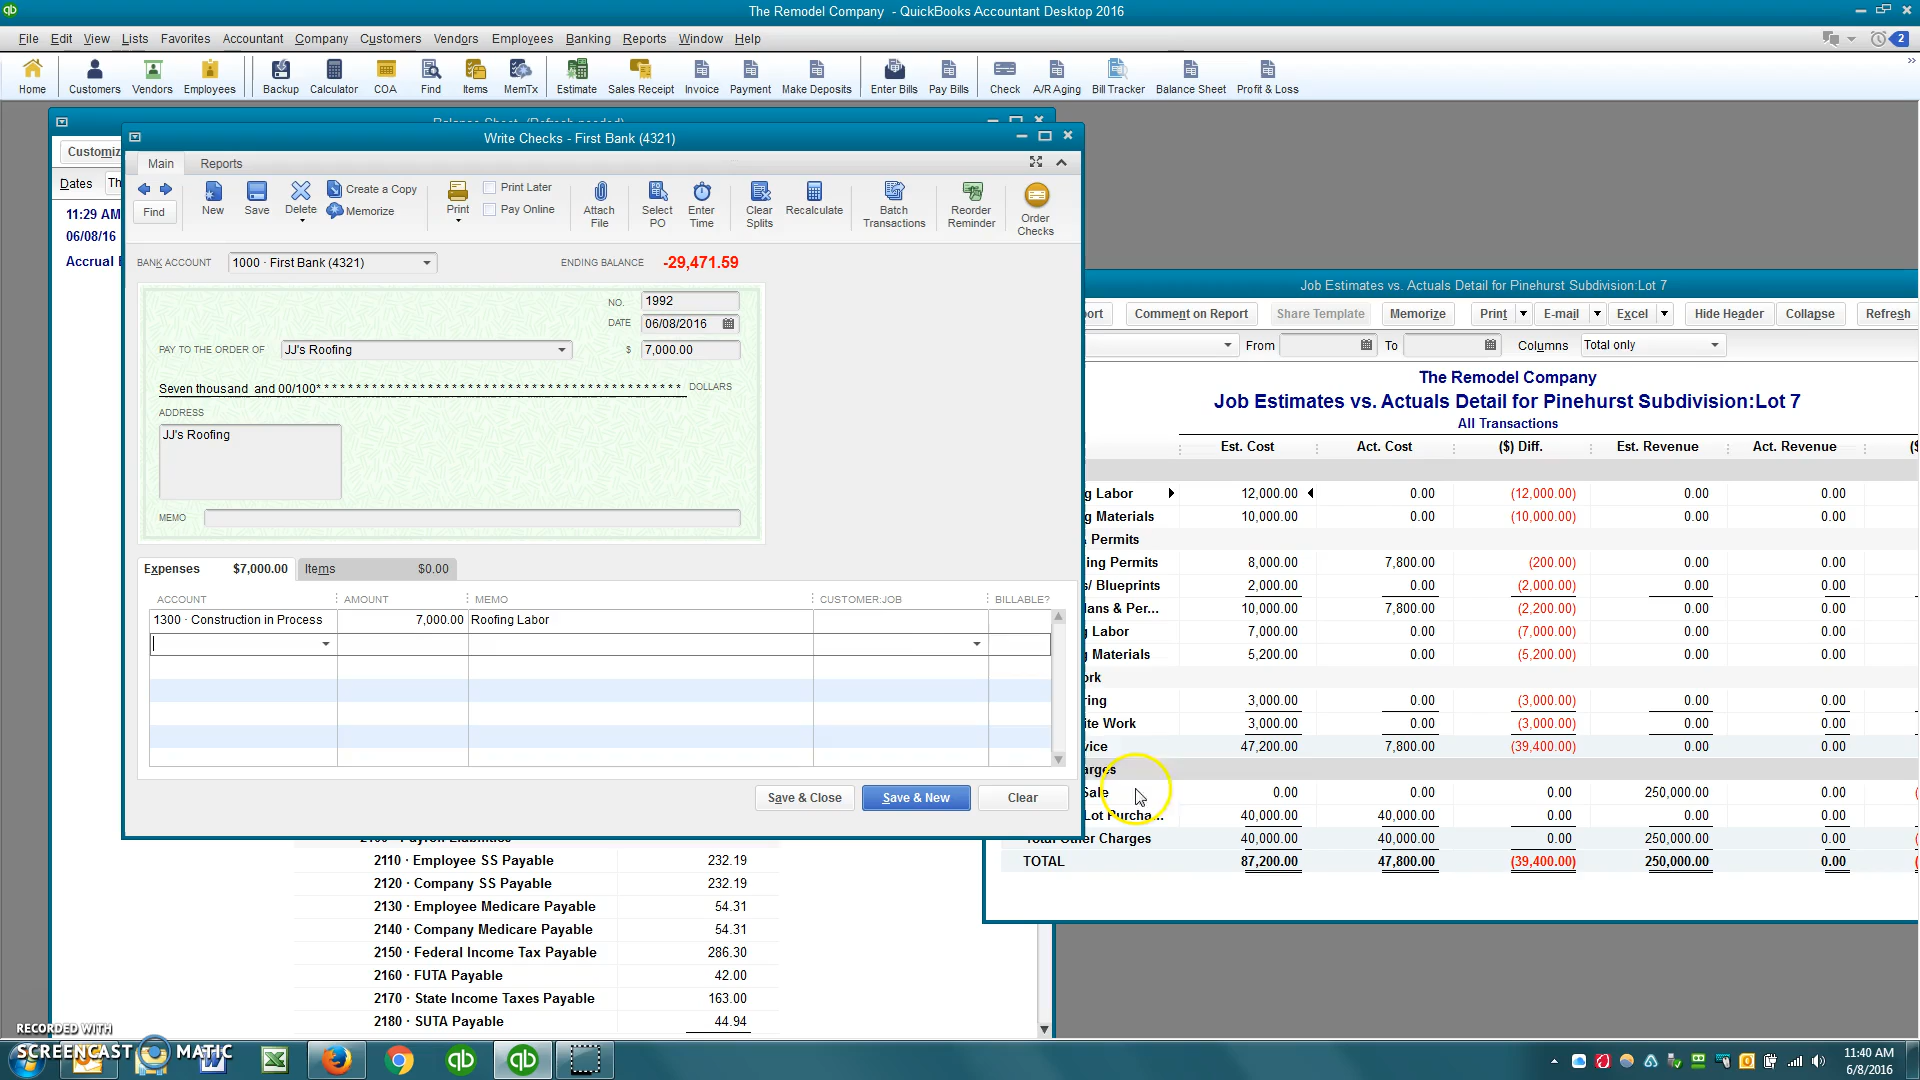 The Remodel Company - QuickBooks Accountant Desktop 2016
File Edit View Lists Favorites Accountant Company Customers Vendors Employees Banking Reports Window Help
2
Home Customers Vendors Employees Backup Calculator COA Find Items MemTx Estimate Sales Receipt Invoice Payment Make Deposits Enter Bills Pay Bills Check A/R Aging Bill Tracker Balance Sheet Profit & Loss
Customiz
Dates Th
11:29 AM
06/08/16
Accrual
Write Checks - First Bank (4321)
Main Reports
Find
New Save Delete
Create a Copy
Memorize
Print
Print Later
Pay Online
Attach File
Select PO
Enter Time
Clear Splits
Recalculate
Batch Transactions
Reorder Reminder
Order Checks
BANK ACCOUNT 1000 · First Bank (4321) ENDING BALANCE -29,471.59
NO. 1992
DATE 06/08/2016
PAY TO THE ORDER OF JJ's Roofing $ 7,000.00
Seven thousand and 00/100* * * * * * * * * * * * * * * * * * * * * * * * * * * * * * * * * * * * * * * * * * DOLLARS
ADDRESS
JJ's Roofing
MEMO
Expenses $7,000.00 Items $0.00
ACCOUNT AMOUNT MEMO CUSTOMER:JOB BILLABLE?
1300 · Construction in Process 7,000.00 Roofing Labor
Save & Close Save & New Clear
2110 · Employee SS Payable 232.19
2120 · Company SS Payable 232.19
2130 · Employee Medicare Payable 54.31
2140 · Company Medicare Payable 54.31
2150 · Federal Income Tax Payable 286.30
2160 · FUTA Payable 42.00
2170 · State Income Taxes Payable 163.00
2180 · SUTA Payable 44.94
Job Estimates vs. Actuals Detail for Pinehurst Subdivision:Lot 7
ort Comment on Report Share Template Memorize Print E-mail Excel Hide Header Collapse Refresh
From To Columns Total only
The Remodel Company
Job Estimates vs. Actuals Detail for Pinehurst Subdivision:Lot 7
All Transactions
Est. Cost Act. Cost ($) Diff. Est. Revenue Act. Revenue ($
g Labor 12,000.00 0.00 (12,000.00) 0.00 0.00
g Materials 10,000.00 0.00 (10,000.00) 0.00 0.00
& Permits
ing Permits 8,000.00 7,800.00 (200.00) 0.00 0.00
s/ Blueprints 2,000.00 0.00 (2,000.00) 0.00 0.00
lans & Per... 10,000.00 7,800.00 (2,200.00) 0.00 0.00
g Labor 7,000.00 0.00 (7,000.00) 0.00 0.00
g Materials 5,200.00 0.00 (5,200.00) 0.00 0.00
ork
ring 3,000.00 0.00 (3,000.00) 0.00 0.00
ite Work 3,000.00 0.00 (3,000.00) 0.00 0.00
vice 47,200.00 7,800.00 (39,400.00) 0.00 0.00
arges
Sale 0.00 0.00 0.00 250,000.00 0.00
Lot Purcha... 40,000.00 40,000.00 0.00 0.00 0.00
Total Other Charges 40,000.00 40,000.00 0.00 250,000.00 0.00
TOTAL 87,200.00 47,800.00 (39,400.00) 250,000.00 0.00
RECORDED WITH
SCREENCAST MATIC
11:40 AM
6/8/2016